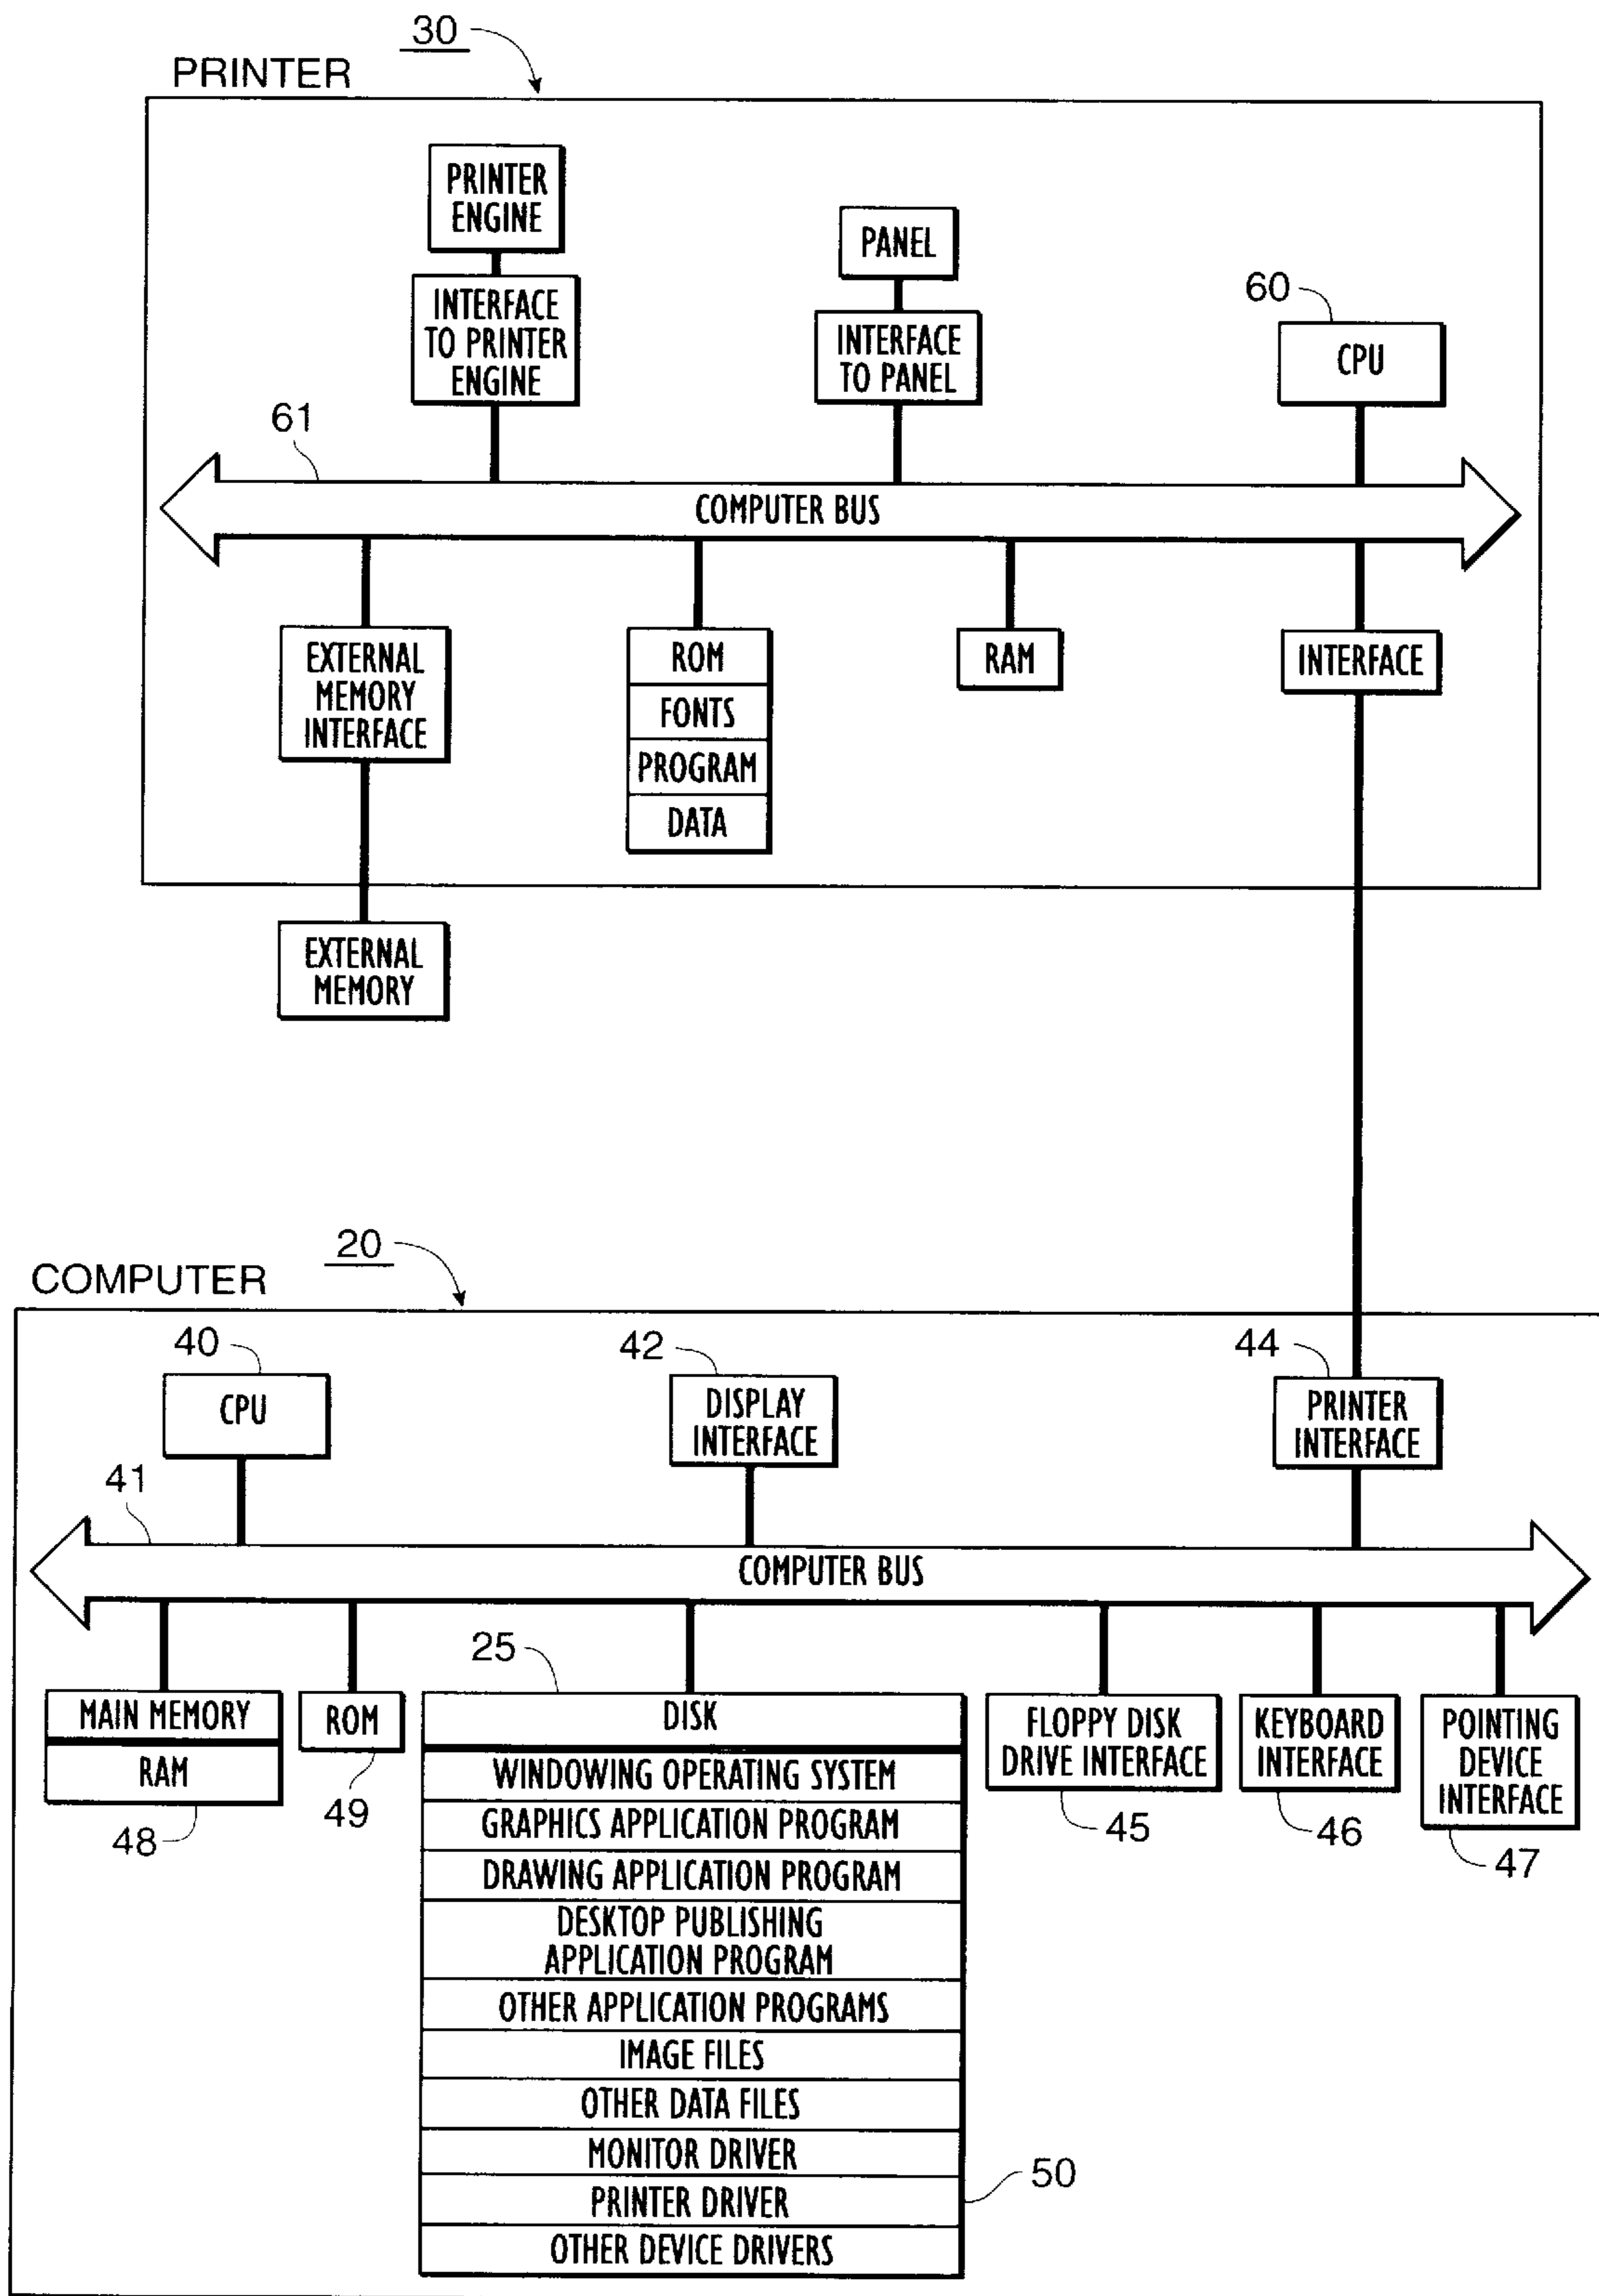 30
PRINTER
PRINTER
ENGINE
PANEL
INTERFACE
TO PRINTER
ENGINE
INTERFACE
TO PANEL
60
CPU
61
COMPUTER BUS
EXTERNAL
MEMORY
INTERFACE
ROM
FONTS
PROGRAM
DATA
RAM
INTERFACE
EXTERNAL
MEMORY
20
COMPUTER
40
CPU
42
DISPLAY
INTERFACE
44
PRINTER
INTERFACE
41
COMPUTER BUS
MAIN MEMORY
RAM
48
ROM
49
25
DISK
WINDOWING OPERATING SYSTEM
GRAPHICS APPLICATION PROGRAM
DRAWING APPLICATION PROGRAM
DESKTOP PUBLISHING
APPLICATION PROGRAM
OTHER APPLICATION PROGRAMS
IMAGE FILES
OTHER DATA FILES
MONITOR DRIVER
PRINTER DRIVER
OTHER DEVICE DRIVERS
50
FLOPPY DISK
DRIVE INTERFACE
45
KEYBOARD
INTERFACE
46
POINTING
DEVICE
INTERFACE
47